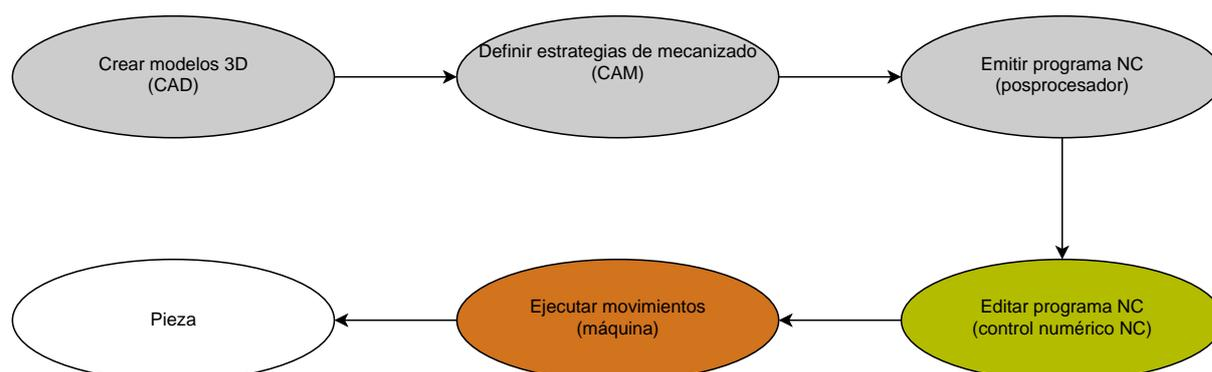 Crear modelos 3D
(CAD)
Definir estrategias de mecanizado
(CAM)
Emitir programa NC
(posprocesador)
Pieza
Ejecutar movimientos
(máquina)
Editar programa NC
(control numérico NC)